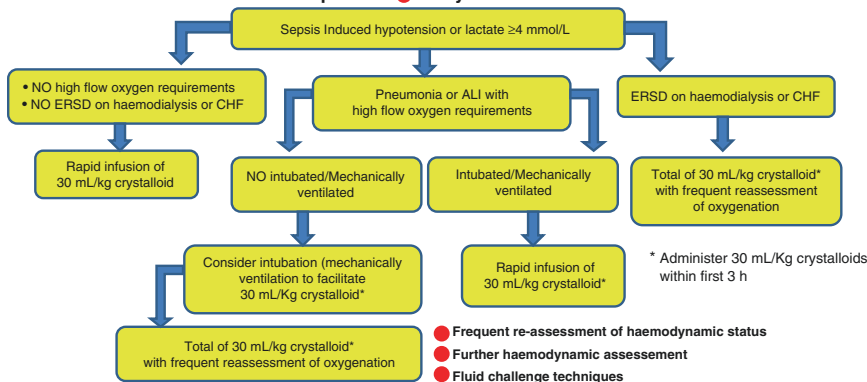 Sepsis Induced hypotension or lactate ≥4 mmol/L
• NO high flow oxygen requirements
• NO ERSD on haemodialysis or CHF
Pneumonia or ALI with
high flow oxygen requirements
ERSD on haemodialysis or CHF
Rapid infusion of
30 mL/kg crystalloid
NO intubated/Mechanically
ventilated
Intubated/Mechanically
ventilated
Total of 30 mL/kg crystalloid*
with frequent reassessment
of oxygenation
Consider intubation (mechanically
ventilation to facilitate
30 mL/Kg crystalloid*
Rapid infusion of
30 mL/kg crystalloid*
* Administer 30 mL/Kg crystalloids
within first 3 h
Total of 30 mL/kg crystalloid*
with frequent reassessment of oxygenation
Frequent re-assessment of haemodynamic status
Further haemodynamic assessement
Fluid challenge techniques